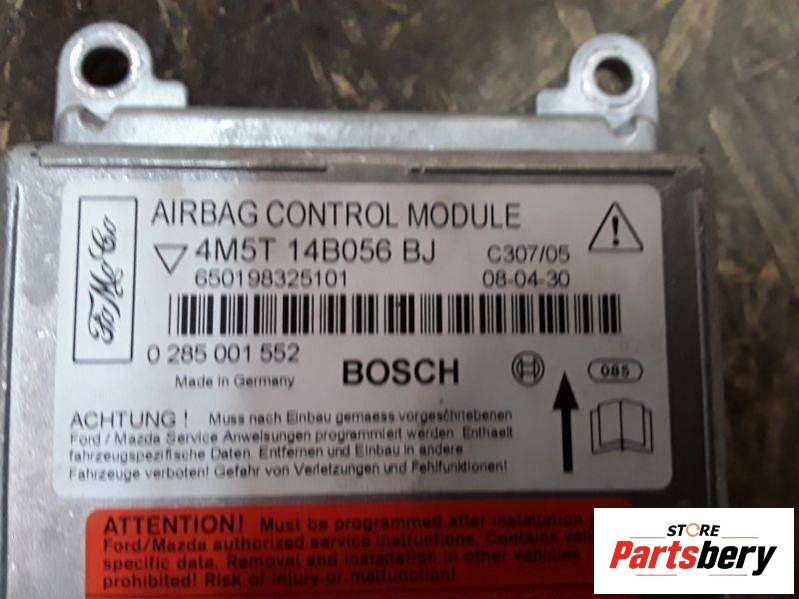 FoMoCo
AIRBAG CONTROL MODULE
4M5T 14B056 BJ
C307/05
650198325101
08-04-30
0 285 001 552
Made in Germany
BOSCH
085
ACHTUNG ! Muss nach Einbau gemaess vorgeschriebenen
Ford / Mazda Service Anweisungen programmiert werden. Enthaelt
fahrzeugspezifische Daten. Entfernen und Einbau in andere
Fahrzeuge verboten! Gefahr von Verletzungen und Fehlfunktionen!
ATTENTION! Must be programmed after installation
Ford/Mazda authorized service instructions. Contains
specific data. Removal and installation in other vehicles
prohibited! Risk of injury or malfunction!
STORE
Partsbery